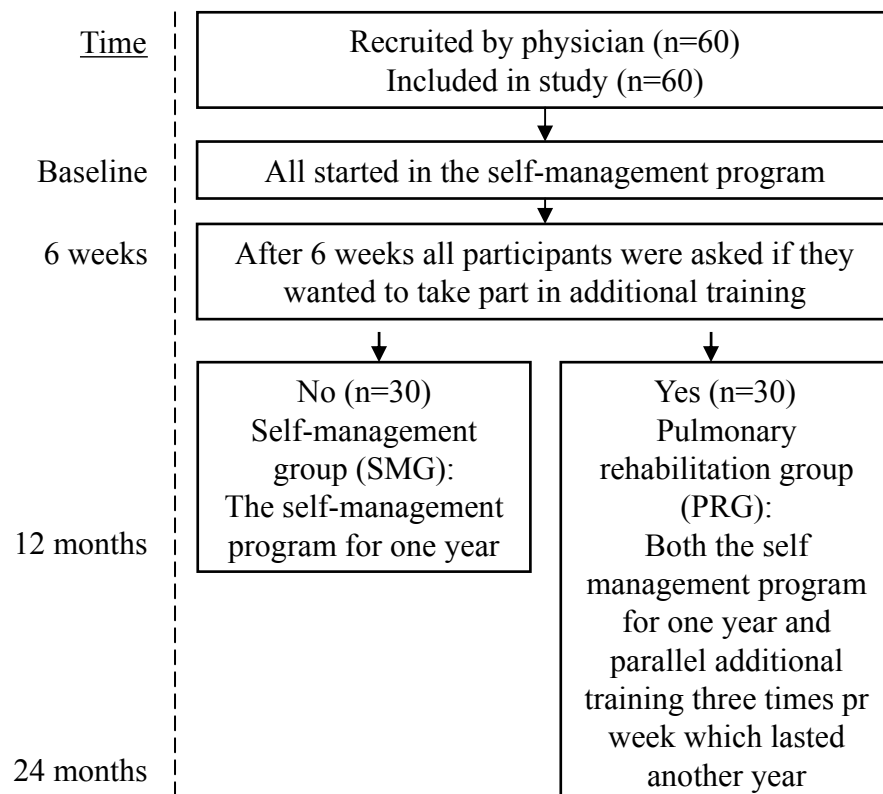 Time
Recruited by physician (n=60)
Included in study (n=60)
Baseline
All started in the self-management program
6 weeks
After 6 weeks all participants were asked if they
wanted to take part in additional training
No (n=30)
Self-management
group (SMG):
The self-management
program for one year
12 months
Yes (n=30)
Pulmonary
rehabilitation group
(PRG):
Both the self
management program
for one year and
parallel additional
training three times pr
week which lasted
another year
24 months